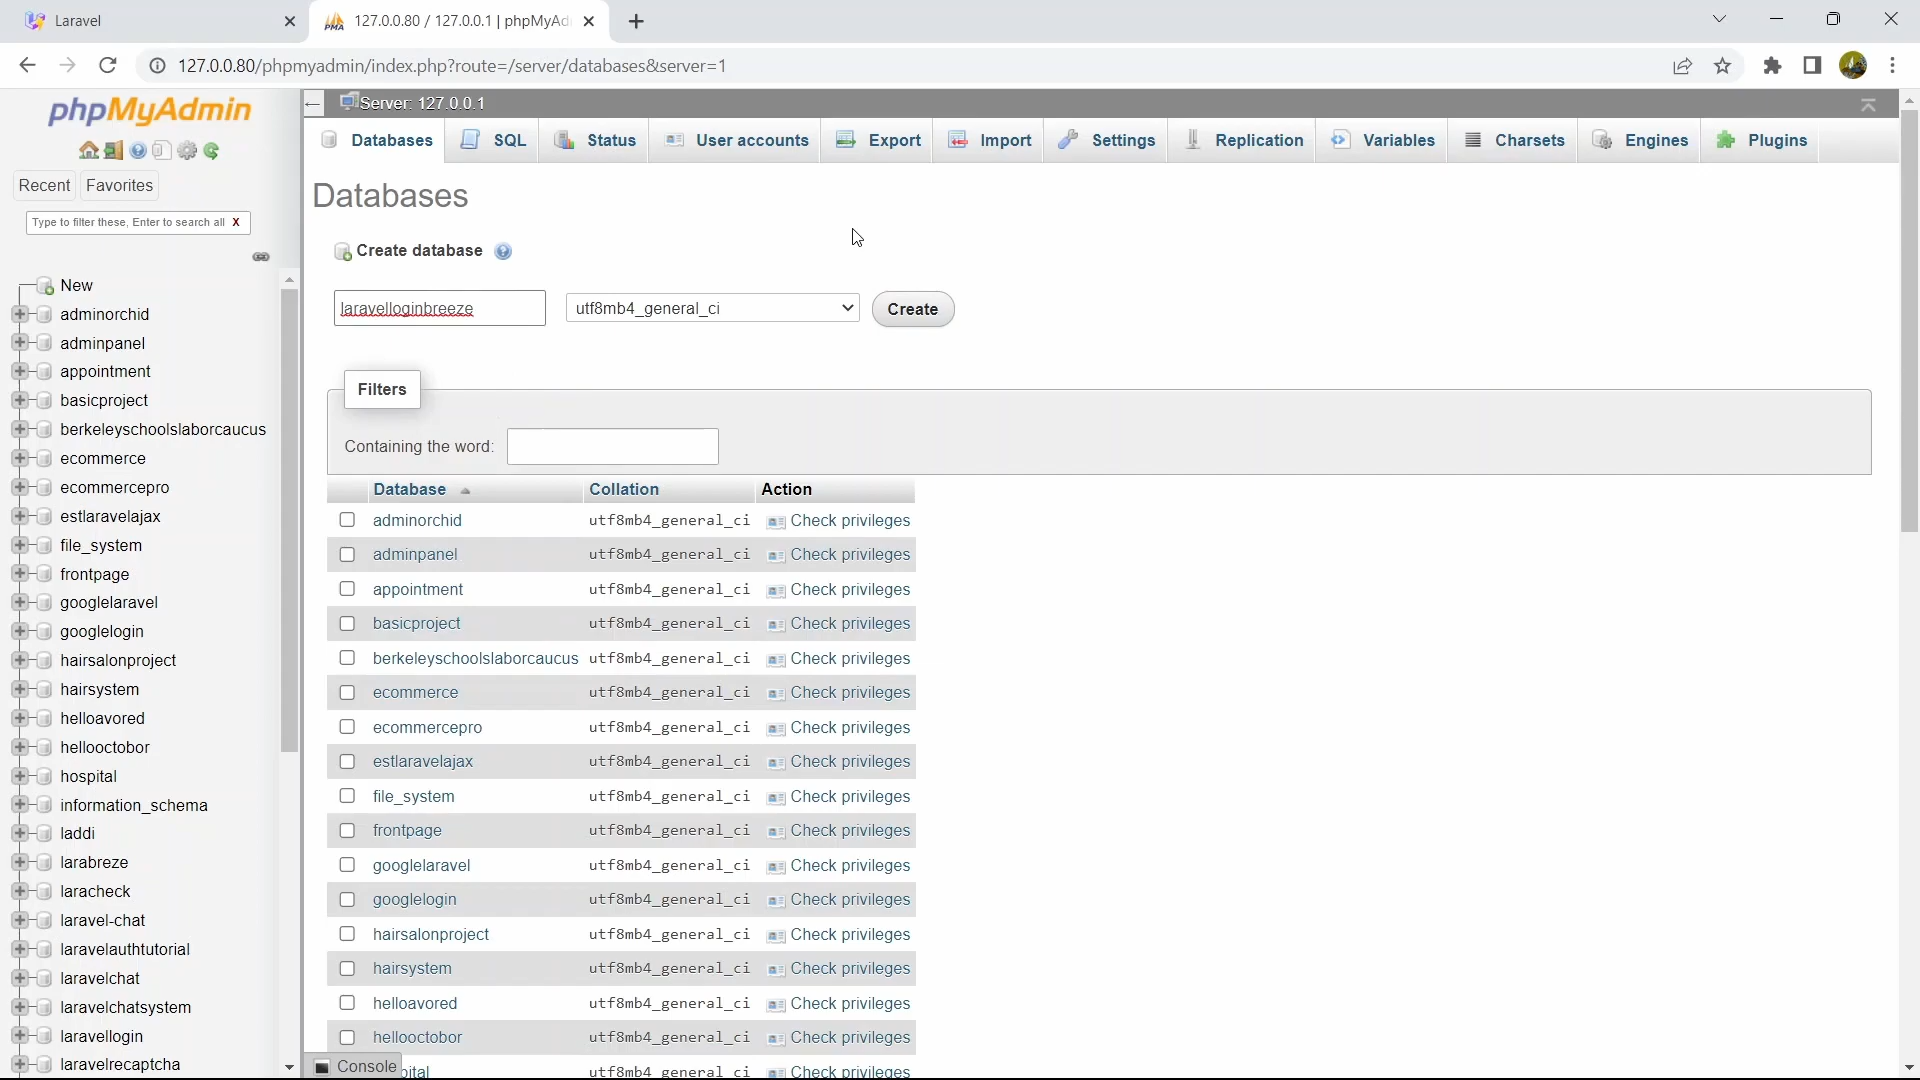 Laravel
127.0.0.80 / 127.0.0.1 | phpMyAd
127.0.0.80/phpmyadmin/index.php?route=/server/databases&server=1
phpMyAdmin
Recent Favorites
Type to filter these, Enter to search all X
New
adminorchid
adminpanel
appointment
basicproject
berkeleyschoolslaborcaucus
ecommerce
ecommercepro
estlaravelajax
file_system
frontpage
googlelaravel
googlelogin
hairsalonproject
hairsystem
helloavored
hellooctobor
hospital
information_schema
laddi
larabreze
laracheck
laravel-chat
laravelauthtutorial
laravelchat
laravelchatsystem
laravellogin
laravelrecaptcha
Server: 127.0.0.1
Databases SQL Status User accounts Export Import Settings Replication Variables Charsets Engines Plugins
Databases
Create database
laravelloginbreeze utf8mb4_general_ci Create
Filters
Containing the word:
Database Collation Action
adminorchid utf8mb4_general_ci Check privileges
adminpanel utf8mb4_general_ci Check privileges
appointment utf8mb4_general_ci Check privileges
basicproject utf8mb4_general_ci Check privileges
berkeleyschoolslaborcaucus utf8mb4_general_ci Check privileges
ecommerce utf8mb4_general_ci Check privileges
ecommercepro utf8mb4_general_ci Check privileges
estlaravelajax utf8mb4_general_ci Check privileges
file_system utf8mb4_general_ci Check privileges
frontpage utf8mb4_general_ci Check privileges
googlelaravel utf8mb4_general_ci Check privileges
googlelogin utf8mb4_general_ci Check privileges
hairsalonproject utf8mb4_general_ci Check privileges
hairsystem utf8mb4_general_ci Check privileges
helloavored utf8mb4_general_ci Check privileges
hellooctobor utf8mb4_general_ci Check privileges
pital utf8mb4_general_ci Check privileges
Console